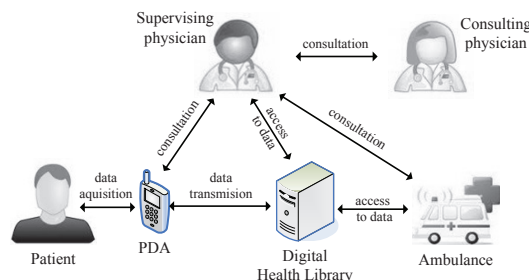 Supervising
physician
Consulting
physician
consultation
consultation
access
to data
consultation
data
aquisition
data
transmision
access
to data
Patient
PDA
Digital
Health Library
Ambulance